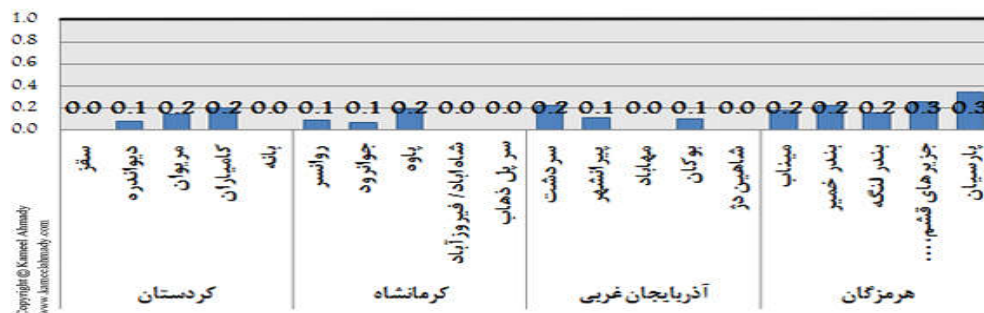 1.0
0.8
0.6
0.4
0.2
0.0
0.0 0.1 0.2 0.2 0.0 0.1 0.1 0.2 0.0 0.0 0.2 0.1 0.0 0.1 0.0 0.2 0.2 0.2 0.3 0.3
سقز
دیواندره
مریوان
کامیاران
بانه
روانسر
جوانرود
پاوه
شاه اباد/ فیروزآباد
سر پل ذهاب
سردشت
پیرانشهر
مهاباد
بوکان
شاهین دژ
میناب
بندر خمیر
بندر لنگه
جزیرهای قشم،....
پارسیان
کردستان
کرمانشاه
آذربایجان غربی
هرمزگان
Copyright © Kameel Ahmady
www.kameelahmady.com